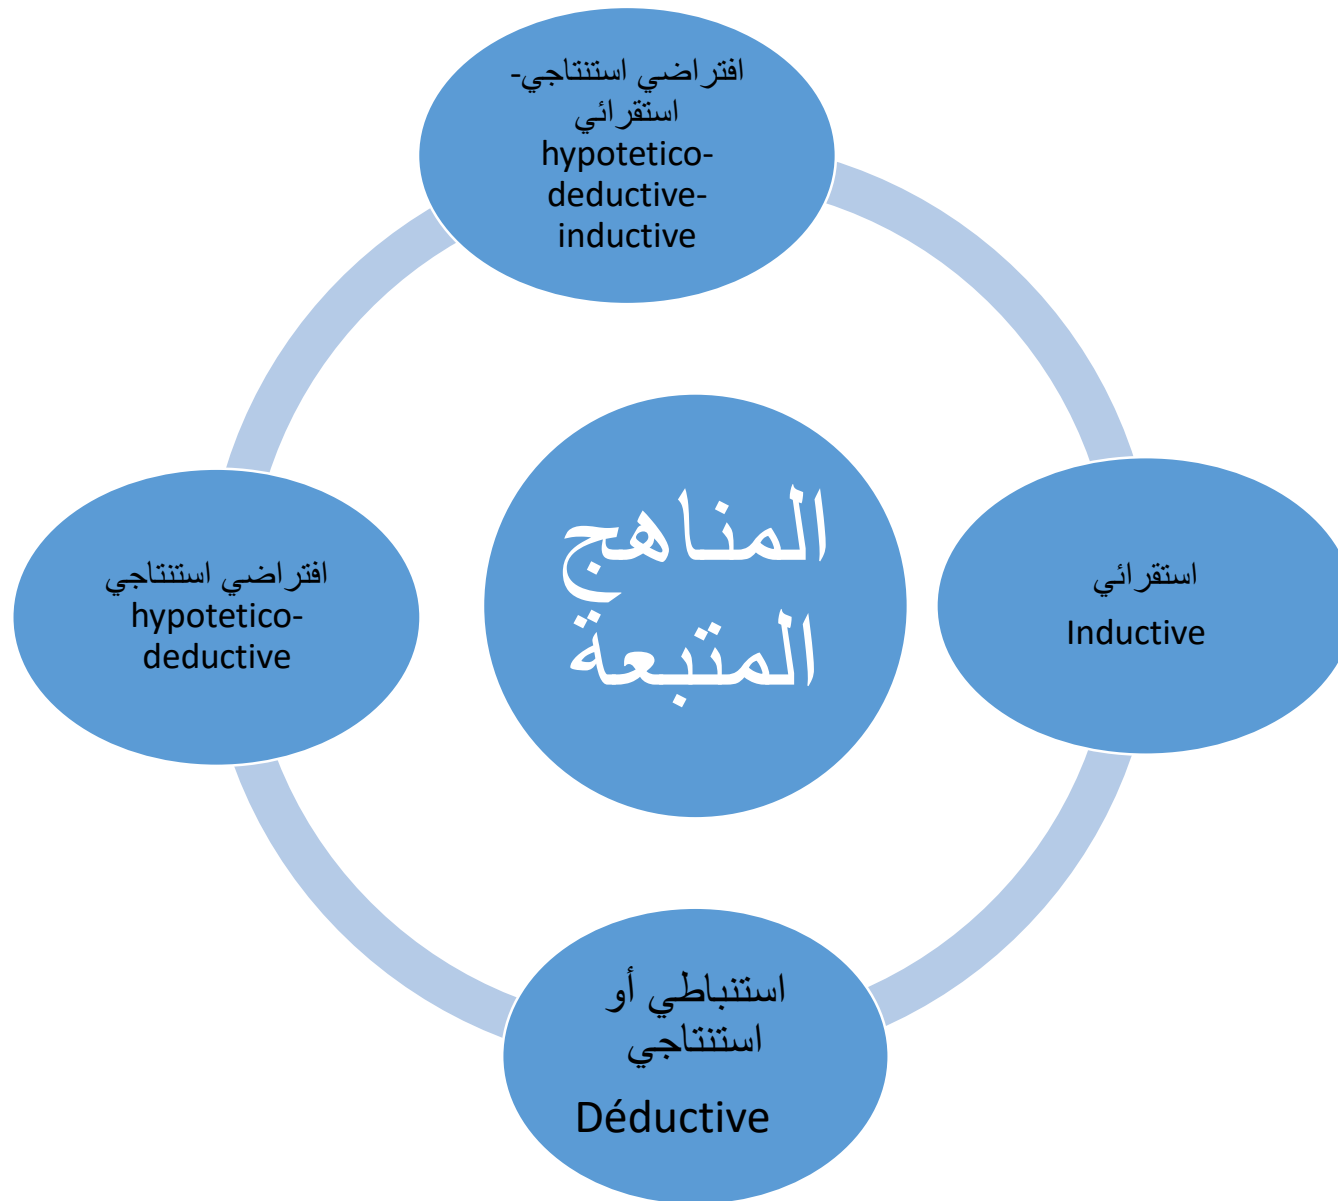 افتراضي استنتاجي-
استقرائي
hypotetico-
deductive-
inductive
المناهج
المتبعة
استقرائي
Inductive
افتراضي استنتاجي
hypotetico-
deductive
استنباطي أو
استنتاجي
Déductive